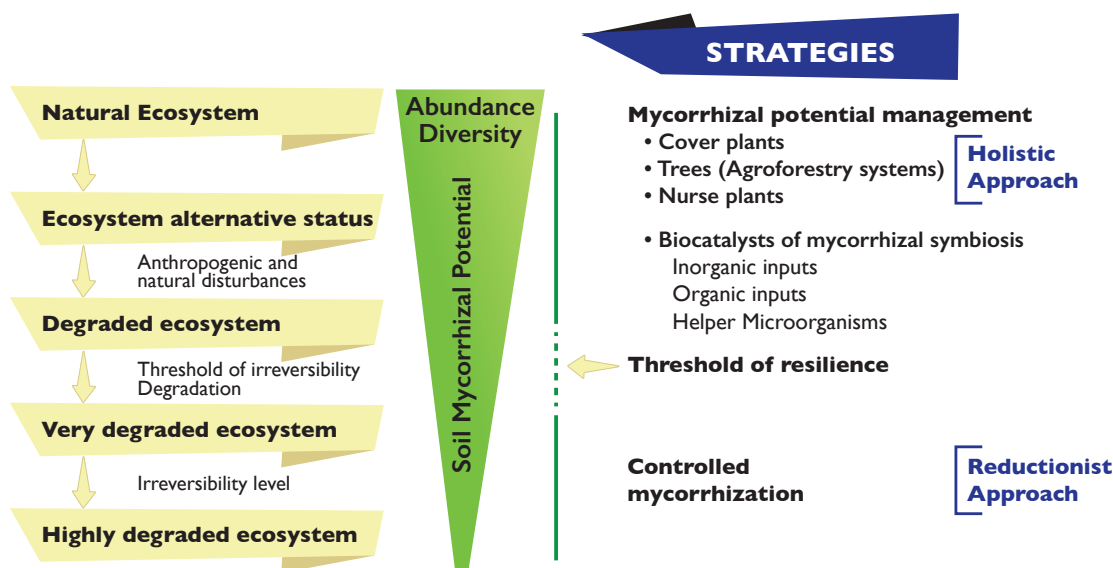 STRATEGIES
Natural Ecosystem
Ecosystem alternative status
Anthropogenic and
natural disturbances
Degraded ecosystem
Threshold of irreversibility
Degradation
Very degraded ecosystem
Irreversibility level
Highly degraded ecosystem
Abundance
Diversity
Soil Mycorrhizal Potential
Mycorrhizal potential management
• Cover plants
• Trees (Agroforestry systems)
• Nurse plants
Holistic
Approach
• Biocatalysts of mycorrhizal symbiosis
Inorganic inputs
Organic inputs
Helper Microorganisms
Threshold of resilience
Controlled
mycorrhization
Reductionist
Approach